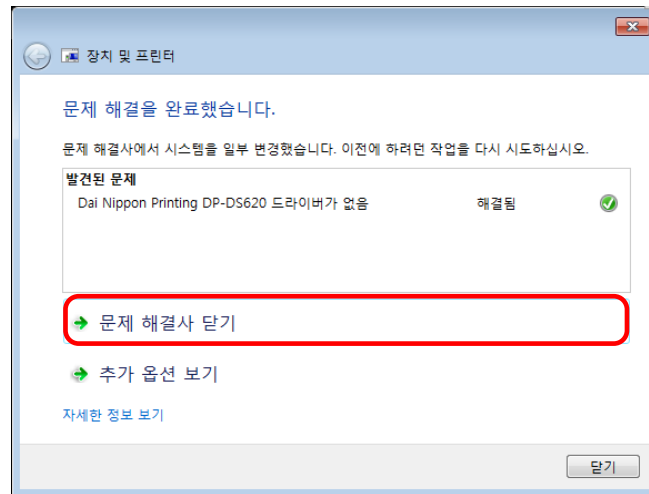 장치 및 프린터
문제 해결을 완료했습니다.
문제 해결사에서 시스템을 일부 변경했습니다. 이전에 하려던 작업을 다시 시도하십시오.
발견된 문제
Dai Nippon Printing DP-DS620 드라이버가 없음 해결됨
문제 해결사 닫기
추가 옵션 보기
자세한 정보 보기
닫기